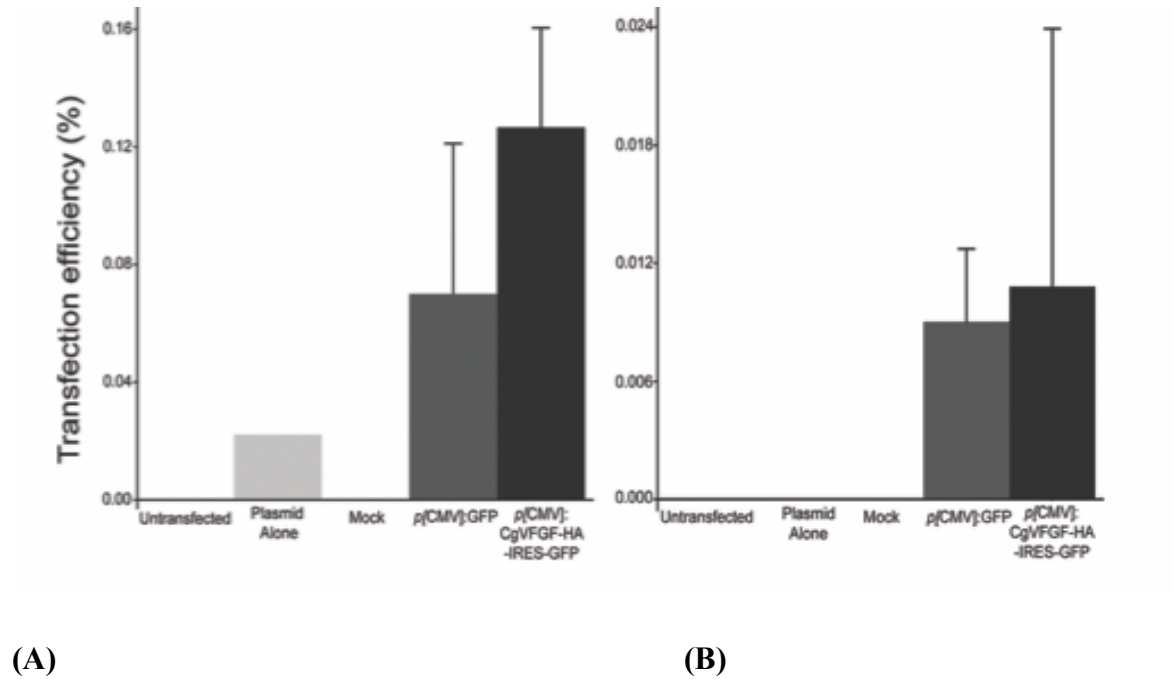 Transfection efficiency (%)
0.16
0.12
0.08
0.04
0.00
Untransfected
Plasmid
Alone
Mock
p[CMV]:GFP
p[CMV]:
CgVFGF-HA
-IRES-GFP
0.024
0.018
0.012
0.006
0.000
Untransfected
Plasmid
Alone
Mock
p[CMV]:GFP
p[CMV]:
CgVFGF-HA
-IRES-GFP
(A)
(B)